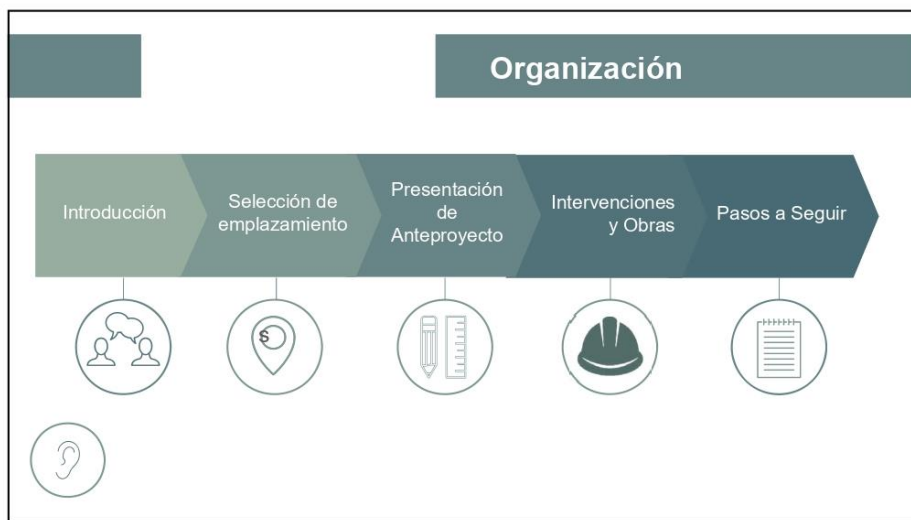 Organización
Introducción
Selección de
emplazamiento
Presentación
de
Anteproyecto
Intervenciones
y Obras
Pasos a Seguir
S